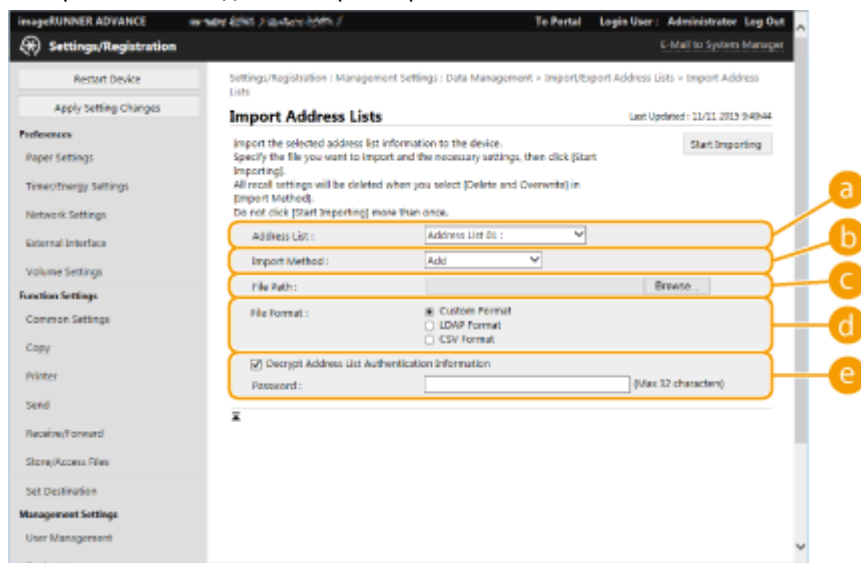 imageRUNNER ADVANCE
To Portal Login User : Administrator Log Out
Settings/Registration
E-Mail to System Manager
Restart Device
Apply Setting Changes
Preferences
Paper Settings
Timer/Energy Settings
Network Settings
External Interface
Volume Settings
Function Settings
Common Settings
Copy
Printer
Send
Receive/Forward
Store/Access Files
Set Destination
Management Settings
User Management
Settings/Registration : Management Settings : Data Management > Import/Export Address Lists > Import Address
Lists
Import Address Lists
Last Updated : 11/11 2015 9:49:44
Import the selected address list information to the device.
Start Importing
Specify the file you want to import and the necessary settings, then click [Start
Importing].
All recall settings will be deleted when you select [Delete and Overwrite] in
[Import Method].
Do not click [Start Importing] more than once.
Address List :
Address List 01 :
a
Import Method :
Add
b
File Path :
Browse...
c
File Format :
Custom Format
LDAP Format
CSV Format
d
Decrypt Address List Authentication Information
Password :
(Max 32 characters)
e